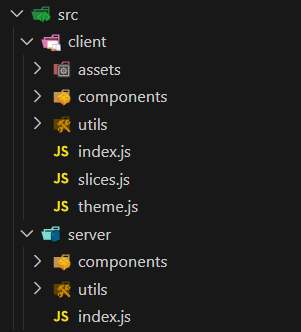 src
client
assets
components
utils
JS index.js
JS slices.js
JS theme.js
server
components
utils
JS index.js